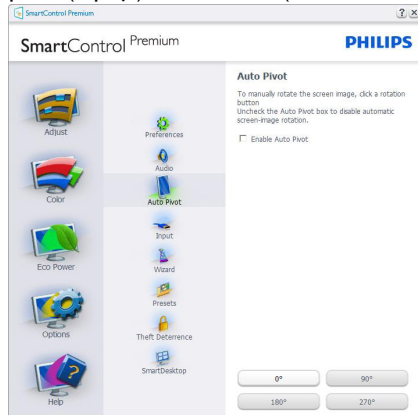 SmartControl Premium
SmartControl Premium
PHILIPS
Adjust
Color
Eco Power
Options
Help
Preferences
Audio
Auto Pivot
Input
Wizard
Presets
Theft Deterrence
SmartDesktop
Auto Pivot
To manually rotate the screen image, click a rotation
button
Uncheck the Auto Pivot box to disable automatic
screen-image rotation.
Enable Auto Pivot
0° 90°
180° 270°